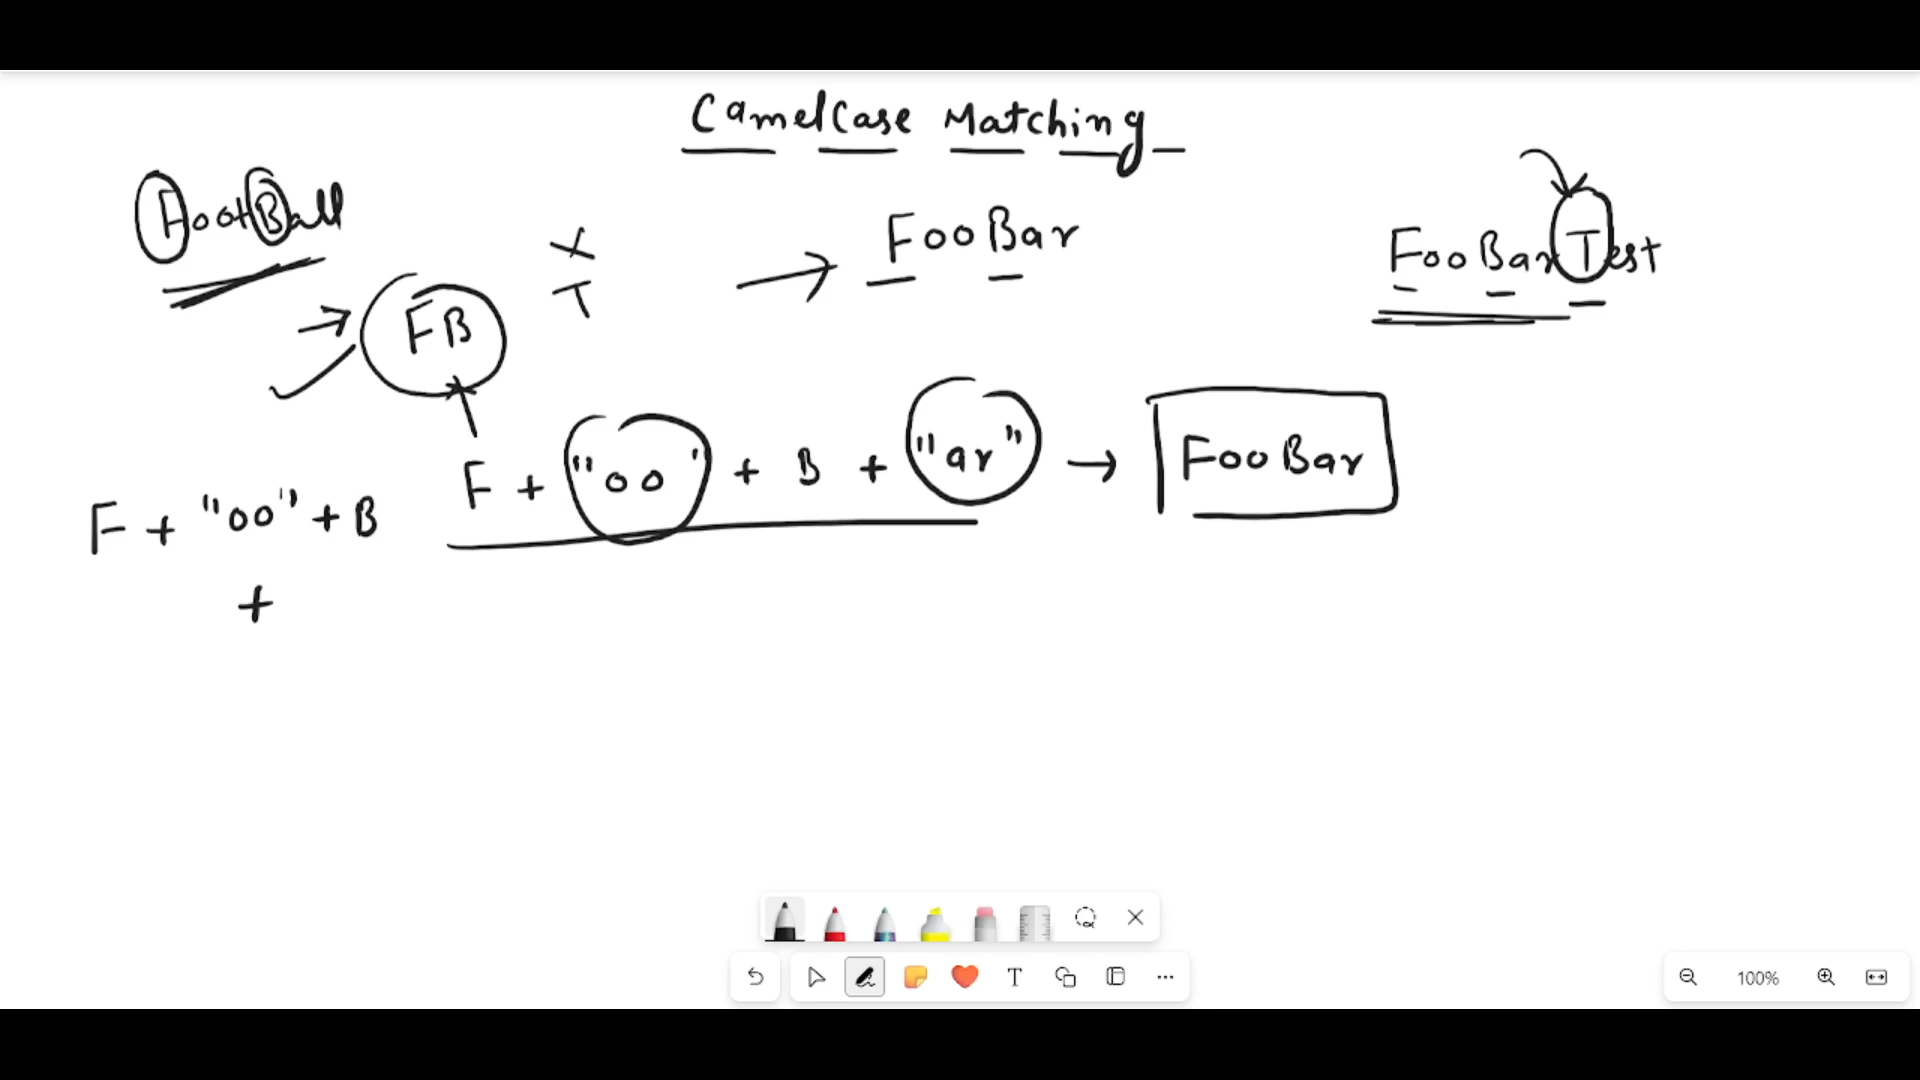 CamelCase Matching
FootBall
FooBar
FooBarTest
FB
F + "oo" + B + "ar" → FooBar
F + "oo" + B
+
T
100%